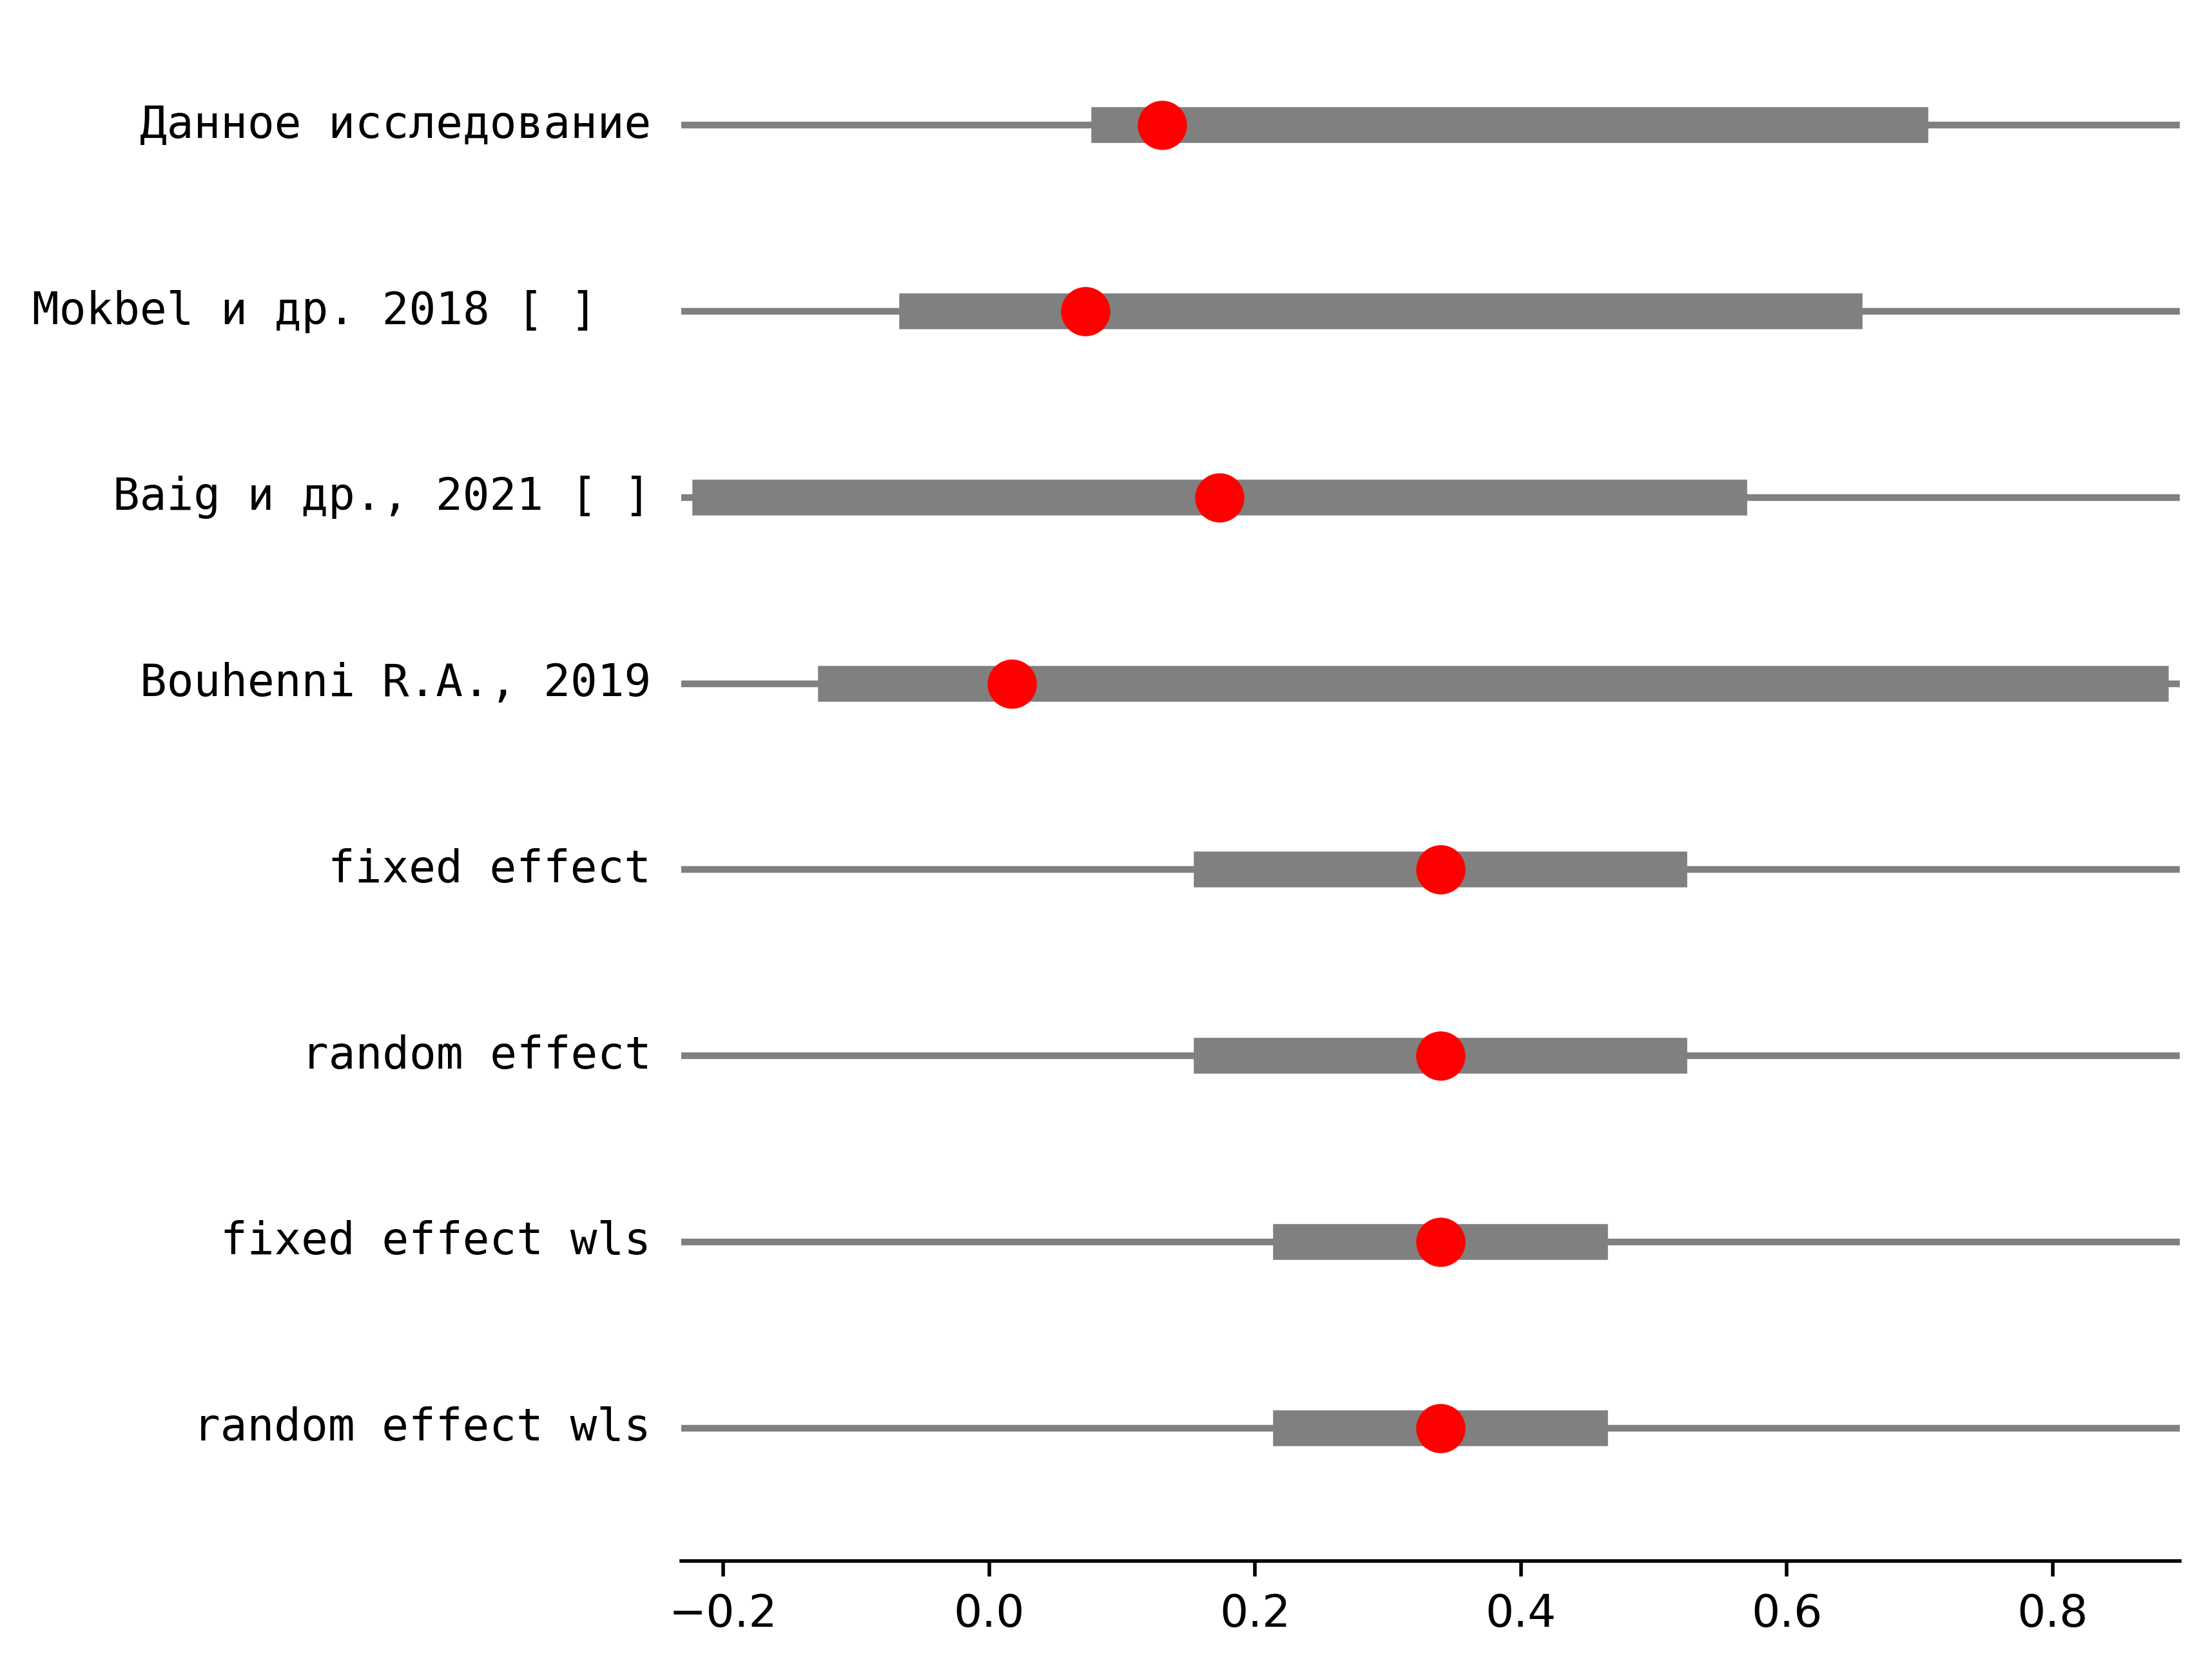 Данное исследование
Mokbel и др. 2018 [ ]
Baig и др., 2021 [ ]
Bouhenni R.A., 2019
fixed effect
random effect
fixed effect wls
random effect wls
−0.2 0.0 0.2 0.4 0.6 0.8